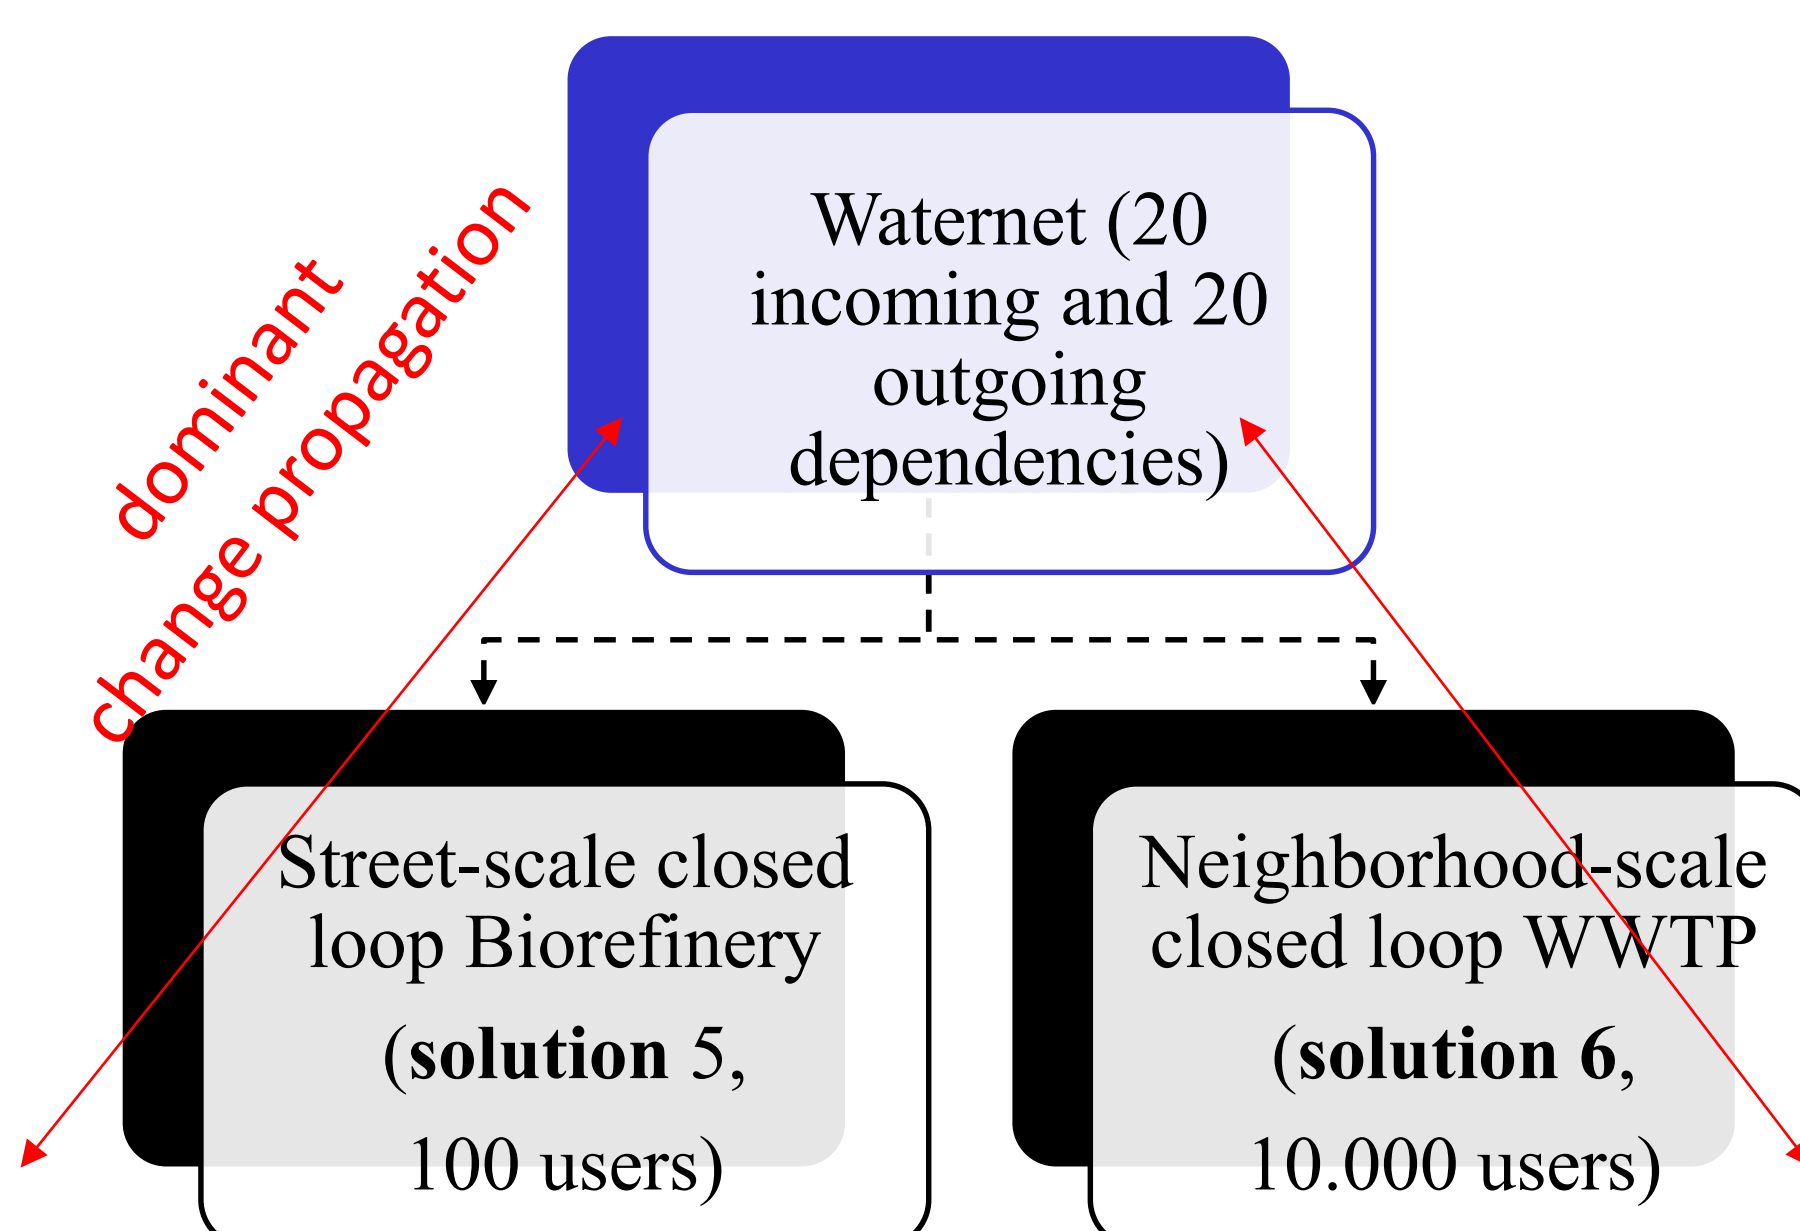 dominant
change propagation
Waternet (20
incoming and 20
outgoing
dependencies)
Street-scale closed
loop Biorefinery
(solution 5,
100 users)
Neighborhood-scale
closed loop WWTP
(solution 6,
10.000 users)